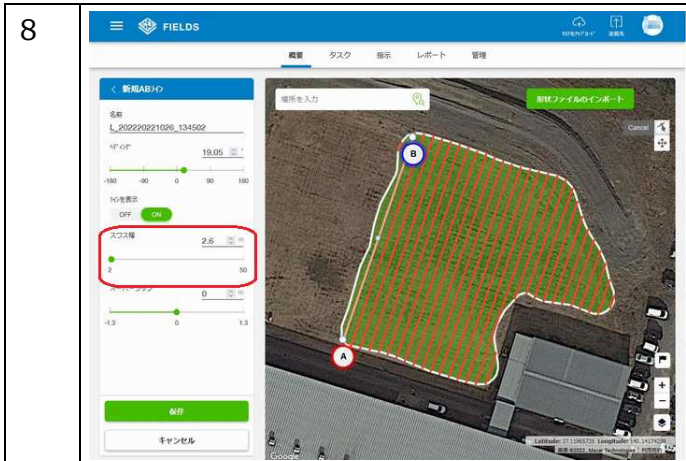 8
FIELDS
概要 タスク 指示 レポート 管理
新規ABライン
場所を入力
形状ファイルのインポート
名前
L_202220221026_134502
Cancel
ヘディング
19.05 °
-180 -90 0 90 180
B
ラインを表示
OFF ON
スワス幅
2.6 m
2 50
オーバーラップ
0 m
-1.3 0 1.3
A
保存
キャンセル
Google